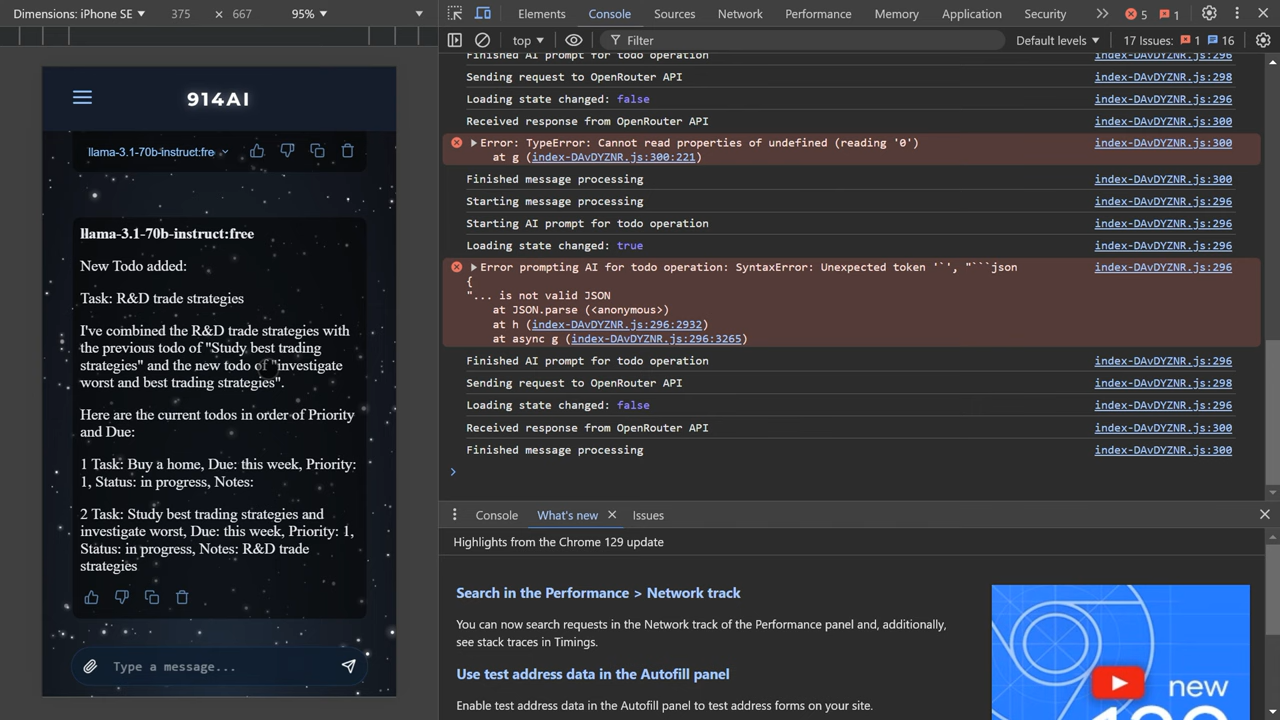 Dimensions: iPhone SE 375 × 667 95%
Elements Console Sources Network Performance Memory Application Security 5 1
top Filter Default levels 17 Issues: 1 16
914AI
llama-3.1-70b-instruct:fre
llama-3.1-70b-instruct:free
New Todo added:
Task: R&D trade strategies
I've combined the R&D trade strategies with
the previous todo of "Study best trading
strategies" and the new todo of "investigate
worst and best trading strategies".
Here are the current todos in order of Priority
and Due:
1 Task: Buy a home, Due: this week, Priority:
1, Status: in progress, Notes:
2 Task: Study best trading strategies and
investigate worst, Due: this week, Priority: 1,
Status: in progress, Notes: R&D trade
strategies
Type a message...
Finished AI prompt for todo operation index-DAvDYZNR.js:296
Sending request to OpenRouter API index-DAvDYZNR.js:298
Loading state changed: false index-DAvDYZNR.js:296
Received response from OpenRouter API index-DAvDYZNR.js:300
Error: TypeError: Cannot read properties of undefined (reading '0') index-DAvDYZNR.js:300
at g (index-DAvDYZNR.js:300:221)
Finished message processing index-DAvDYZNR.js:300
Starting message processing index-DAvDYZNR.js:296
Starting AI prompt for todo operation index-DAvDYZNR.js:296
Loading state changed: true index-DAvDYZNR.js:296
Error prompting AI for todo operation: SyntaxError: Unexpected token '`', "```json index-DAvDYZNR.js:296
{
"... is not valid JSON
at JSON.parse (<anonymous>)
at h (index-DAvDYZNR.js:296:2932)
at async g (index-DAvDYZNR.js:296:3265)
Finished AI prompt for todo operation index-DAvDYZNR.js:296
Sending request to OpenRouter API index-DAvDYZNR.js:298
Loading state changed: false index-DAvDYZNR.js:296
Received response from OpenRouter API index-DAvDYZNR.js:300
Finished message processing index-DAvDYZNR.js:300
Console What's new Issues
Highlights from the Chrome 129 update
Search in the Performance > Network track
You can now search requests in the Network track of the Performance panel and, additionally,
see stack traces in Timings.
Use test address data in the Autofill panel
Enable test address data in the Autofill panel to test address forms on your site.
new